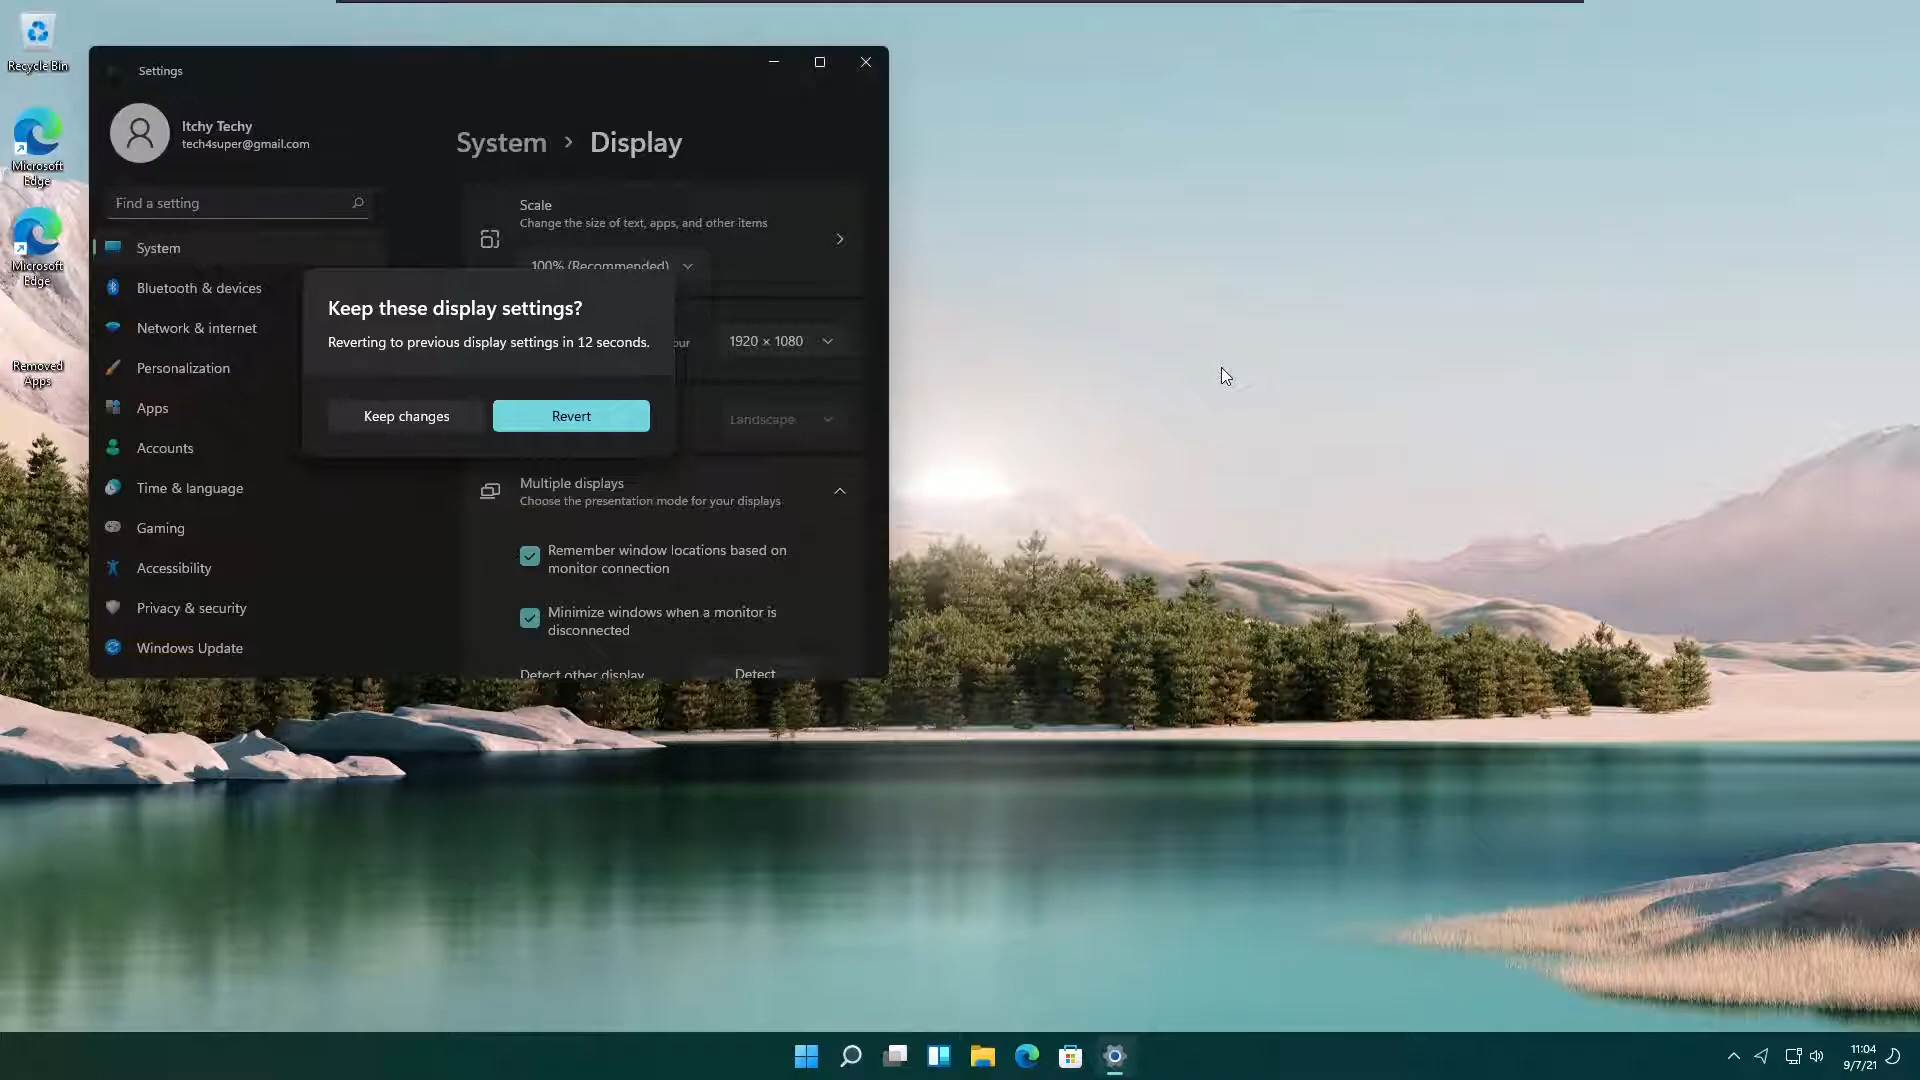 Recycle Bin
Microsoft
Edge
Microsoft
Edge
Removed
Apps
Settings
Itchy Techy
tech4super@gmail.com
Find a setting
System
Bluetooth & devices
Network & internet
Personalization
Apps
Accounts
Time & language
Gaming
Accessibility
Privacy & security
Windows Update
System › Display
Scale
Change the size of text, apps, and other items
100% (Recommended)
Keep these display settings?
Reverting to previous display settings in 12 seconds.
Keep changes
Revert
1920 × 1080
Landscape
Multiple displays
Choose the presentation mode for your displays
Remember window locations based on
monitor connection
Minimize windows when a monitor is
disconnected
Detect other display
Detect
11:04
9/7/21